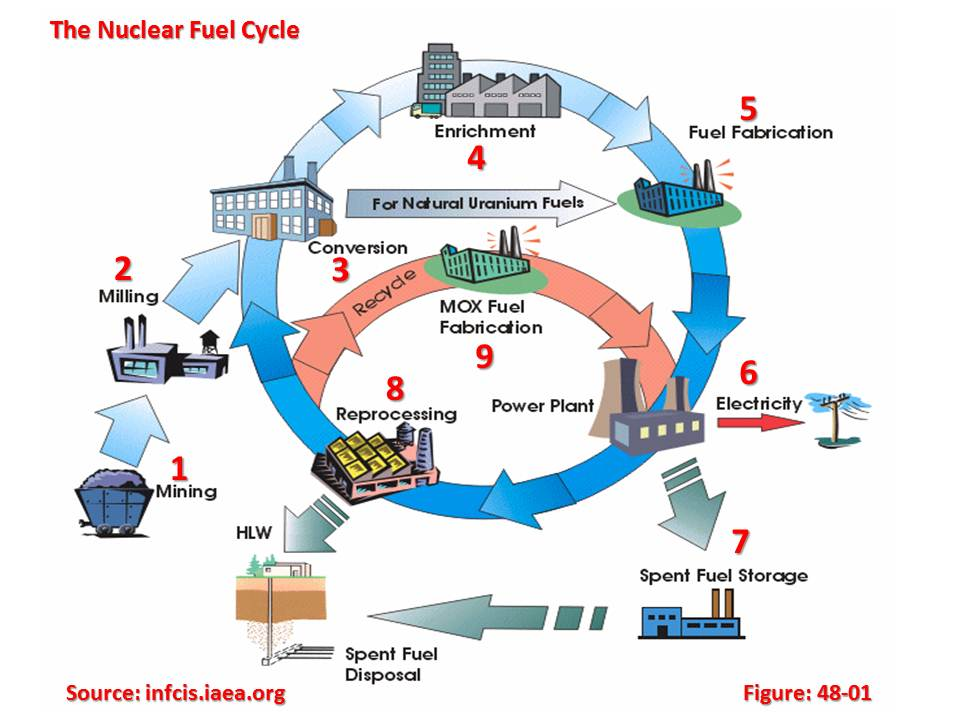 The Nuclear Fuel Cycle
Enrichment
4
5
Fuel Fabrication
For Natural Uranium Fuels
Conversion
3
2
Milling
Recycle
MOX Fuel
Fabrication
9
8
Reprocessing
Power Plant
6
Electricity
1
Mining
HLW
7
Spent Fuel Storage
Spent Fuel
Disposal
Source: infcis.iaea.org
Figure: 48-01